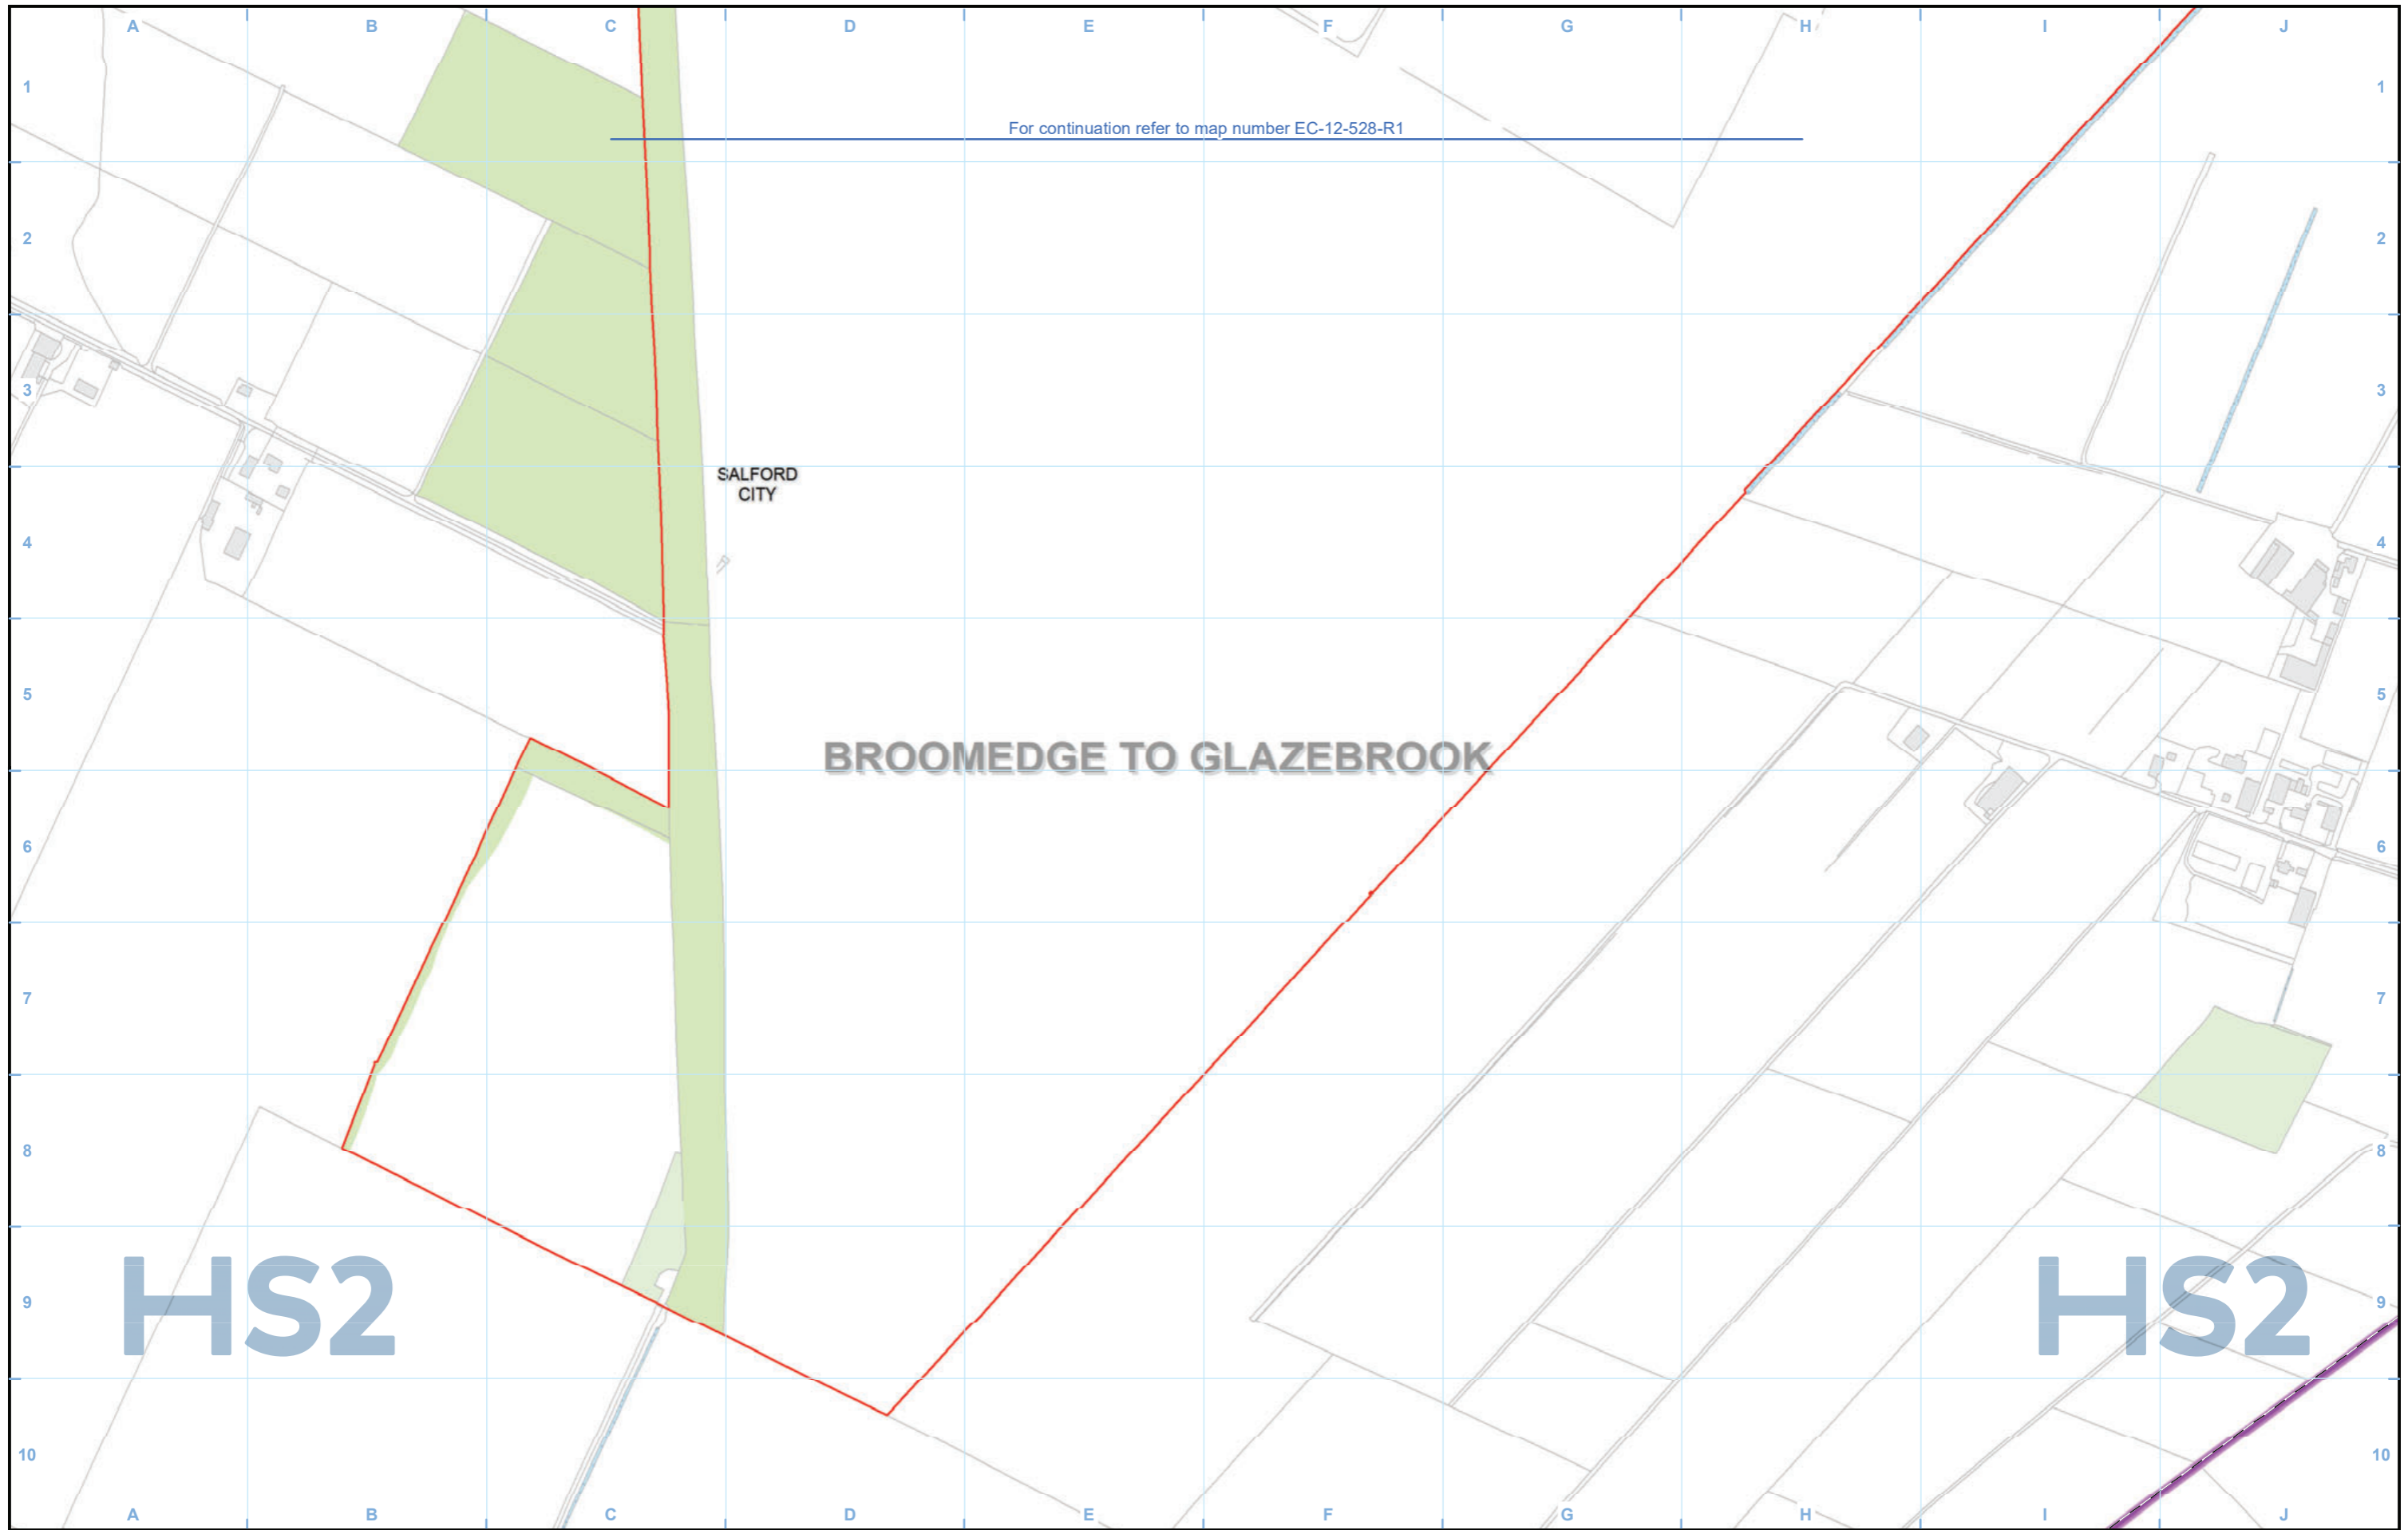 A B C D E F G H I J
1 1
For continuation refer to map number EC-12-528-R1
2 2
3 3
SALFORD
CITY
4 4
5 5
BROOMEDGE TO GLAZEBROOK
6 6
7 7
8 8
HS2 HS2
9 9
10 10
A B C D E F G H I J